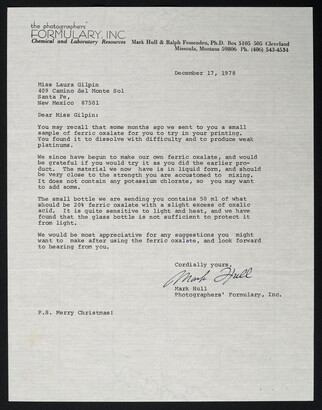 the photographers'
FORMULARY, INC.
Chemical and Laboratory Resources Mark Hull & Ralph Fessenden, Ph.D. Box 5105 505 Cleveland
Missoula, Montana 59806 Ph. (406) 543-4534
December 17, 1978
Miss Laura Gilpin
409 Camino del Monte Sol
Santa Fe,
New Mexico 87501
Dear Miss Gilpin:
You may recall that some months ago we sent to you a small
sample of ferric oxalate for you to try in your printing.
You found it to dissolve with difficulty and to produce weak
platinums.
We since have begun to make our own ferric oxalate, and would
be grateful if you would try it as you did the earlier pro-
duct. The material we now have is in liquid form, and should
be very close to the strength you are accustomed to mixing.
It does not contain any potassium chlorate, so you may want
to add some.
The small bottle we are sending you contains 50 ml of what
should be 20% ferric oxalate with a slight excess of oxalic
acid. It is quite sensitive to light and heat, and we have
found that the glass bottle is not sufficient to protect it
from light.
We would be most appreciative for any suggestions you might
want to make after using the ferric oxalate, and look forward
to hearing from you.
Cordially yours,
Mark Hull
Mark Hull
Photographers' Formulary, Inc.
P.S. Merry Christmas!